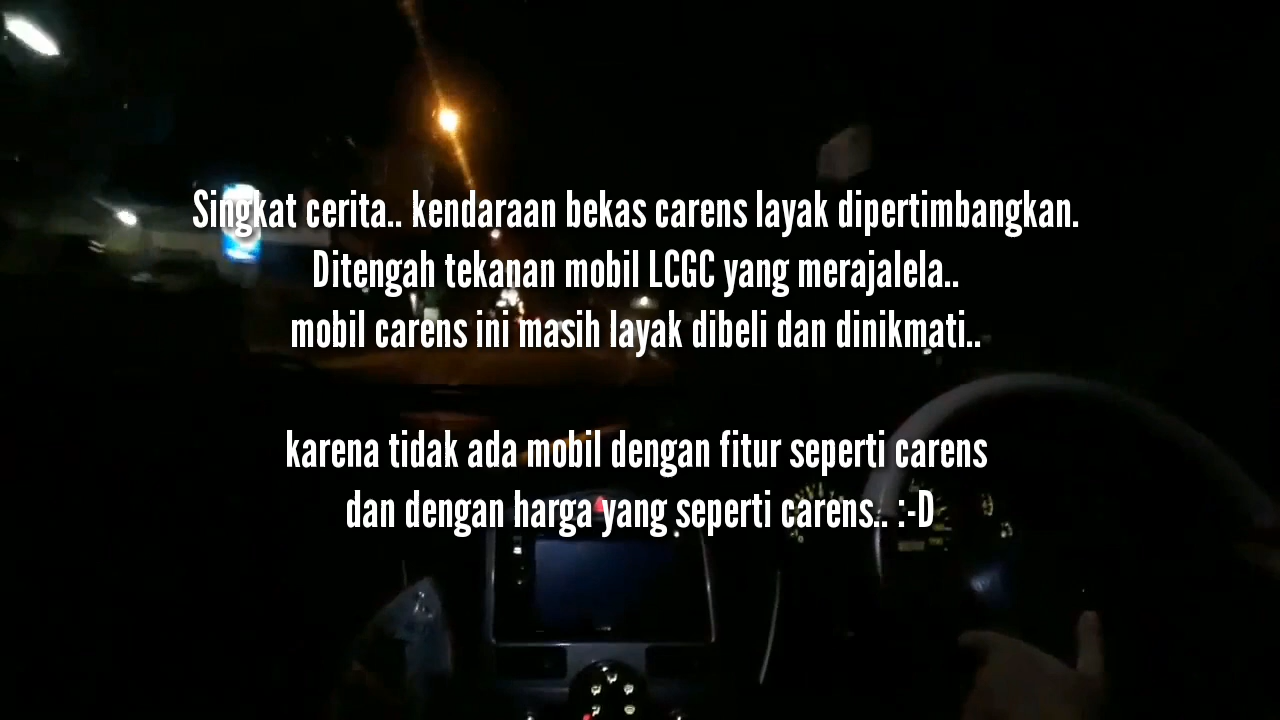 Singkat cerita.. kendaraan bekas carens layak dipertimbangkan.
Ditengah tekanan mobil LCGC yang merajalela..
mobil carens ini masih layak dibeli dan dinikmati..
karena tidak ada mobil dengan fitur seperti carens
dan dengan harga yang seperti carens.. :-D